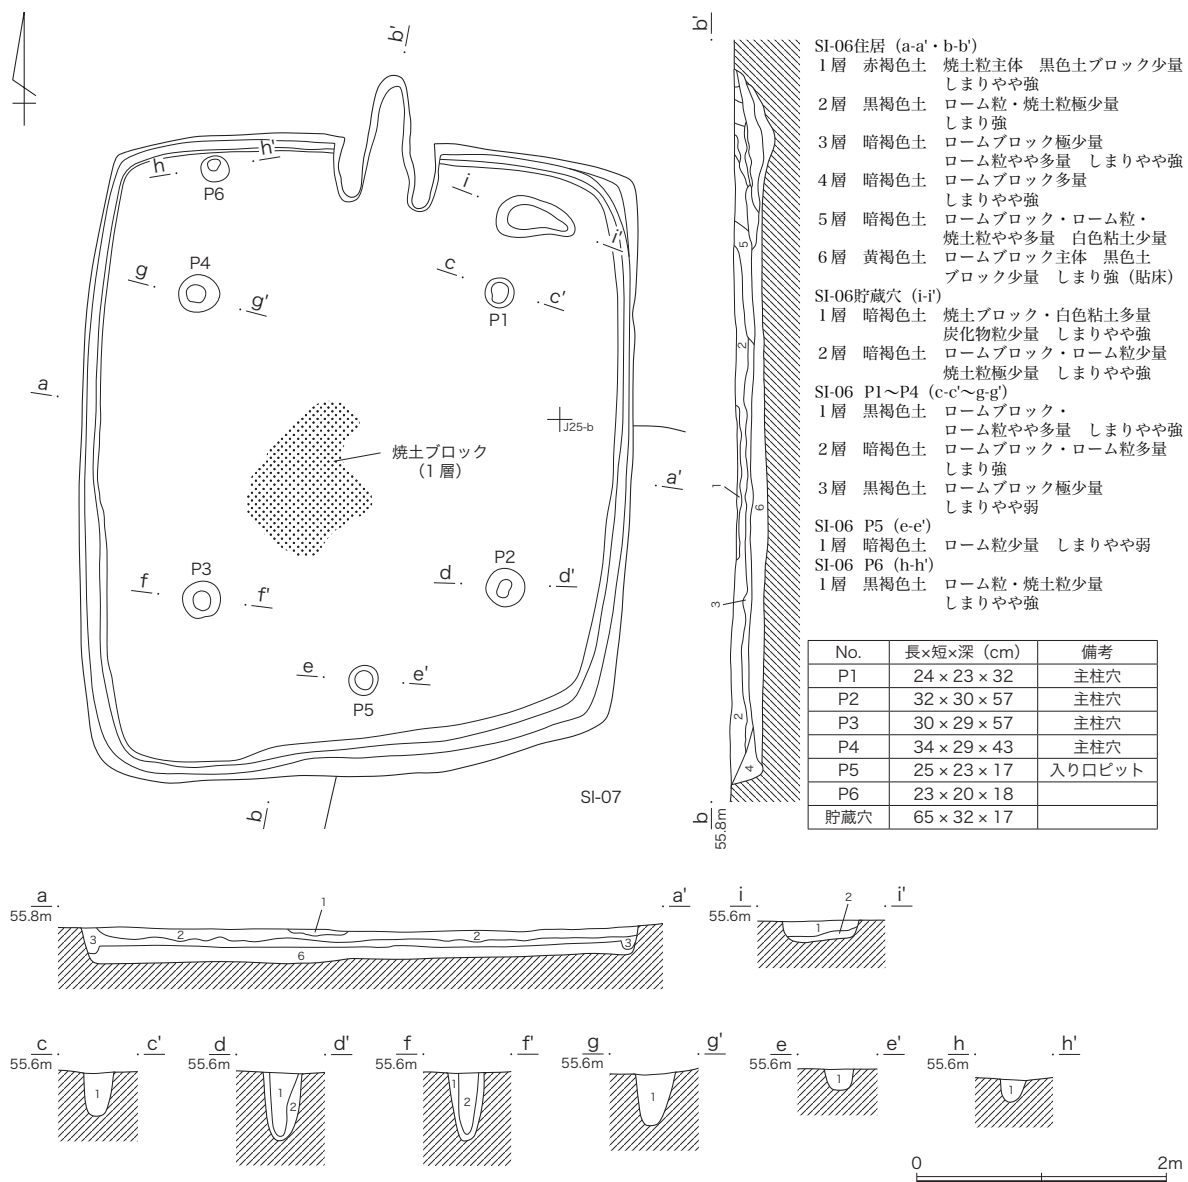 b'
h
h'
P6
i
i'
g
P4
g'
c
c'
P1
a
J25-b
焼土ブロック
（1層）
a'
f
P3
f'
d
P2
d'
e
P5
e'
b
SI-07
b'
5
2
1
6
3
2
4
b
55.8m
SI-06住居（a-a'・b-b'）
1層　赤褐色土　焼土粒主体　黒色土ブロック少量
しまりやや強
2層　黒褐色土　ローム粒・焼土粒極少量
しまり強
3層　暗褐色土　ロームブロック極少量
ローム粒やや多量　しまりやや強
4層　暗褐色土　ロームブロック多量
しまりやや強
5層　暗褐色土　ロームブロック・ローム粒・
焼土粒やや多量　白色粘土少量
6層　黄褐色土　ロームブロック主体　黒色土
ブロック少量　しまり強（貼床）
SI-06貯蔵穴（i-i'）
1層　暗褐色土　焼土ブロック・白色粘土多量
炭化物粒少量　しまりやや強
2層　暗褐色土　ロームブロック・ローム粒少量
焼土粒極少量　しまりやや強
SI-06 P1〜P4（c-c'〜g-g'）
1層　黒褐色土　ロームブロック・
ローム粒やや多量　しまりやや強
2層　暗褐色土　ロームブロック・ローム粒多量
しまり強
3層　黒褐色土　ロームブロック極少量
しまりやや弱
SI-06 P5（e-e'）
1層　暗褐色土　ローム粒少量　しまりやや弱
SI-06 P6（h-h'）
1層　黒褐色土　ローム粒・焼土粒少量
しまりやや強
No.　長×短×深（cm）　備考
P1　24×23×32　主柱穴
P2　32×30×57　主柱穴
P3　30×29×57　主柱穴
P4　34×29×43　主柱穴
P5　25×23×17　入り口ピット
P6　23×20×18
貯蔵穴　65×32×17
a
55.8m
a'
1
3
2
2
3
6
i
55.6m
i'
2
1
c
55.6m
c'
1
d
55.6m
d'
1
2
f
55.6m
f'
1
2
g
55.6m
g'
1
e
55.6m
e'
1
h
55.6m
h'
1
0　2m